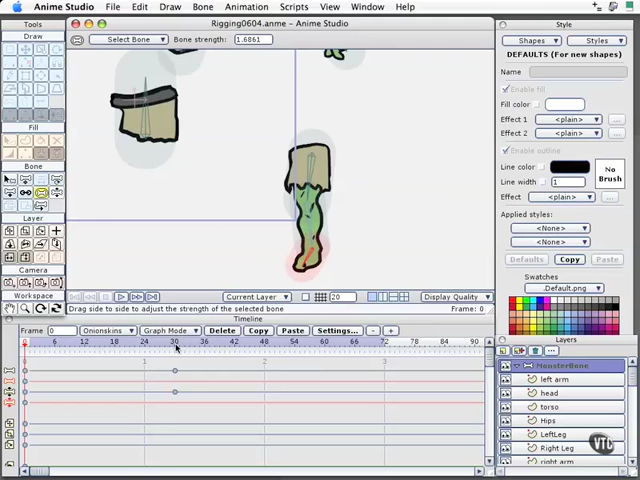 Anime Studio File Edit Draw Bone Animation Scripts Window Help
Rigging0604.anme - Anime Studio
Tools
Draw
Fill
Bone
Layer
Camera
Workspace
Select Bone Bone strength: 1.6861
Current Layer 20 Display Quality
Drag side to side to adjust the strength of the selected bone Frame: 0
Timeline
Frame 0 Onionskins Graph Mode Delete Copy Paste Settings... - +
0 6 12 18 24 30 36 42 48 54 60 66 72 78 84 90
0 1 2 3
Style
Shapes Styles
DEFAULTS (For new shapes)
Name
Enable fill
Fill color
Effect 1 <plain> ...
Effect 2 <plain> ...
Enable outline
Line color
Line width 1
No Brush
Effect <plain> ...
Applied styles:
<None>
<None>
Defaults Copy Paste
Swatches
.Default.png
Layers
MonsterBone
left arm
head
torso
Hips
LeftLeg
Right Leg
right arm
VTC